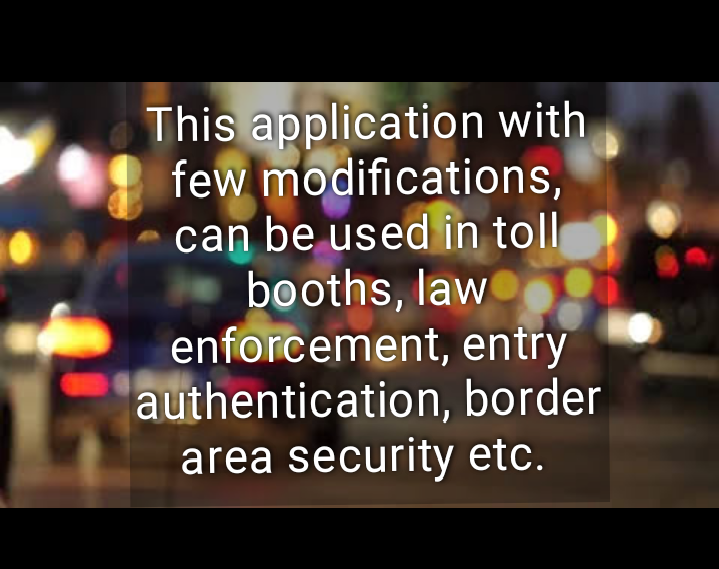 This application with
few modifications,
can be used in toll
booths, law
enforcement, entry
authentication, border
area security etc.